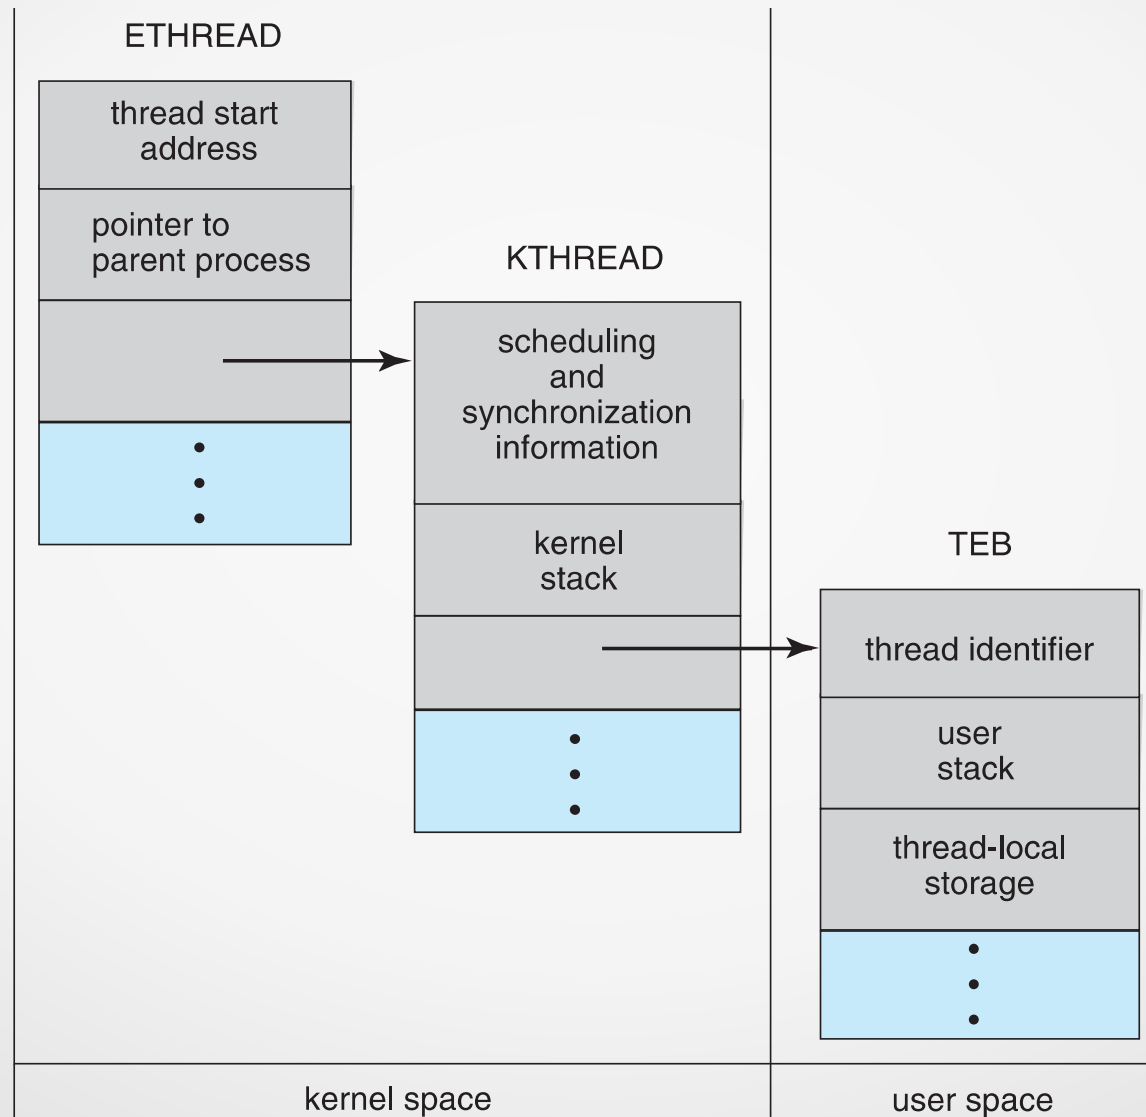 ETHREAD
thread start
address
pointer to
parent process
KTHREAD
scheduling
and
synchronization
information
kernel
stack
TEB
thread identifier
user
stack
thread-local
storage
kernel space
user space